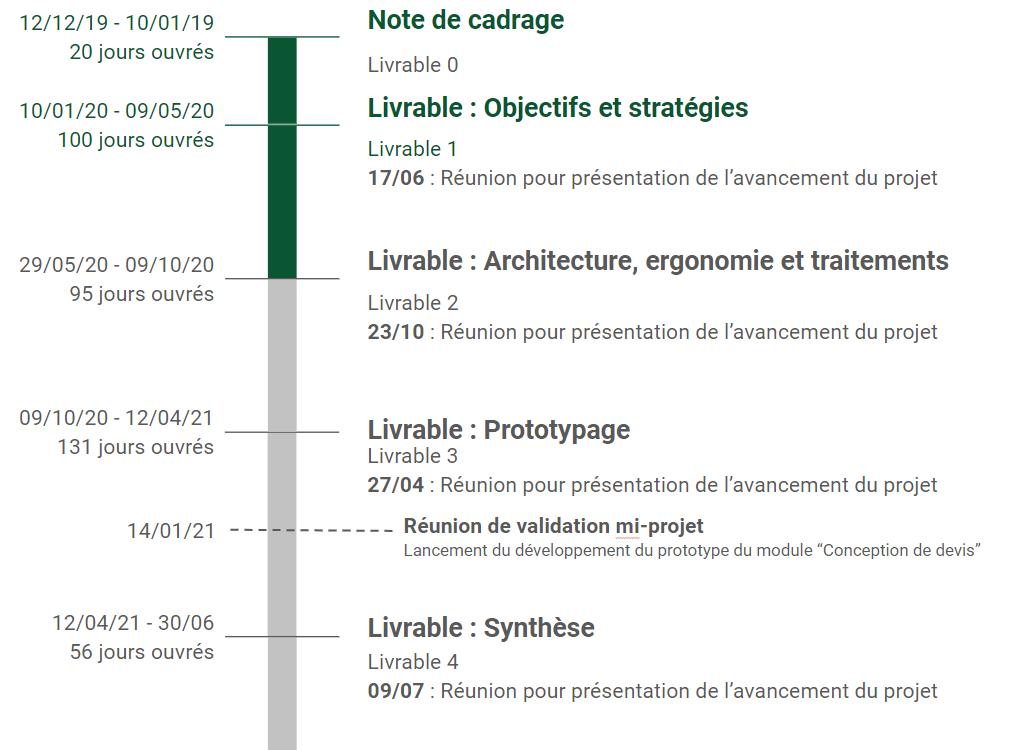 12/12/19 - 10/01/19
20 jours ouvrés
Note de cadrage
Livrable 0
10/01/20 - 09/05/20
100 jours ouvrés
Livrable : Objectifs et stratégies
Livrable 1
17/06 : Réunion pour présentation de l’avancement du projet
29/05/20 - 09/10/20
95 jours ouvrés
Livrable : Architecture, ergonomie et traitements
Livrable 2
23/10 : Réunion pour présentation de l’avancement du projet
09/10/20 - 12/04/21
131 jours ouvrés
Livrable : Prototypage
Livrable 3
27/04 : Réunion pour présentation de l’avancement du projet
14/01/21
Réunion de validation mi-projet
Lancement du développement du prototype du module “Conception de devis”
12/04/21 - 30/06
56 jours ouvrés
Livrable : Synthèse
Livrable 4
09/07 : Réunion pour présentation de l’avancement du projet